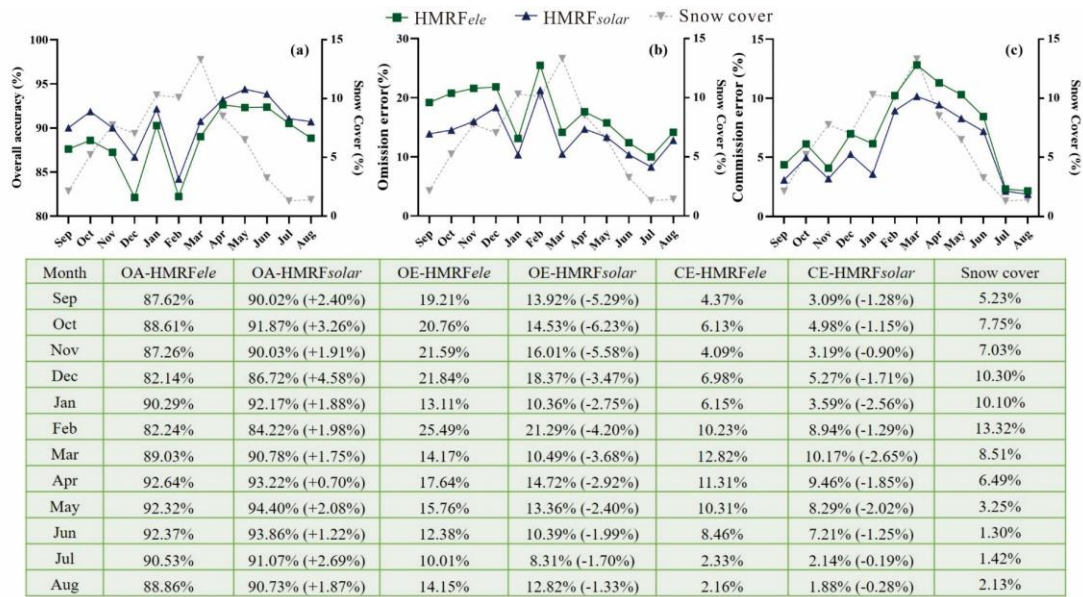 HMRFele HMRFsolar Snow cover
(a)
Overall accuracy (%)
100
95
90
85
80
15
10
5
0
Snow Cover (%)
Sep Oct Nov Dec Jan Feb Mar Apr May Jun Jul Aug
(b)
Omission error(%)
30
20
10
0
15
10
5
0
Snow Cover (%)
Sep Oct Nov Dec Jan Feb Mar Apr May Jun Jul Aug
(c)
Commission error (%)
15
10
5
0
15
10
5
0
Snow Cover (%)
Sep Oct Nov Dec Jan Feb Mar Apr May Jun Jul Aug
Month OA-HMRFele OA-HMRFsolar OE-HMRFele OE-HMRFsolar CE-HMRFele CE-HMRFsolar Snow cover
Sep 87.62% 90.02% (+2.40%) 19.21% 13.92% (-5.29%) 4.37% 3.09% (-1.28%) 5.23%
Oct 88.61% 91.87% (+3.26%) 20.76% 14.53% (-6.23%) 6.13% 4.98% (-1.15%) 7.75%
Nov 87.26% 90.03% (+1.91%) 21.59% 16.01% (-5.58%) 4.09% 3.19% (-0.90%) 7.03%
Dec 82.14% 86.72% (+4.58%) 21.84% 18.37% (-3.47%) 6.98% 5.27% (-1.71%) 10.30%
Jan 90.29% 92.17% (+1.88%) 13.11% 10.36% (-2.75%) 6.15% 3.59% (-2.56%) 10.10%
Feb 82.24% 84.22% (+1.98%) 25.49% 21.29% (-4.20%) 10.23% 8.94% (-1.29%) 13.32%
Mar 89.03% 90.78% (+1.75%) 14.17% 10.49% (-3.68%) 12.82% 10.17% (-2.65%) 8.51%
Apr 92.64% 93.22% (+0.70%) 17.64% 14.72% (-2.92%) 11.31% 9.46% (-1.85%) 6.49%
May 92.32% 94.40% (+2.08%) 15.76% 13.36% (-2.40%) 10.31% 8.29% (-2.02%) 3.25%
Jun 92.37% 93.86% (+1.22%) 12.38% 10.39% (-1.99%) 8.46% 7.21% (-1.25%) 1.30%
Jul 90.53% 91.07% (+2.69%) 10.01% 8.31% (-1.70%) 2.33% 2.14% (-0.19%) 1.42%
Aug 88.86% 90.73% (+1.87%) 14.15% 12.82% (-1.33%) 2.16% 1.88% (-0.28%) 2.13%